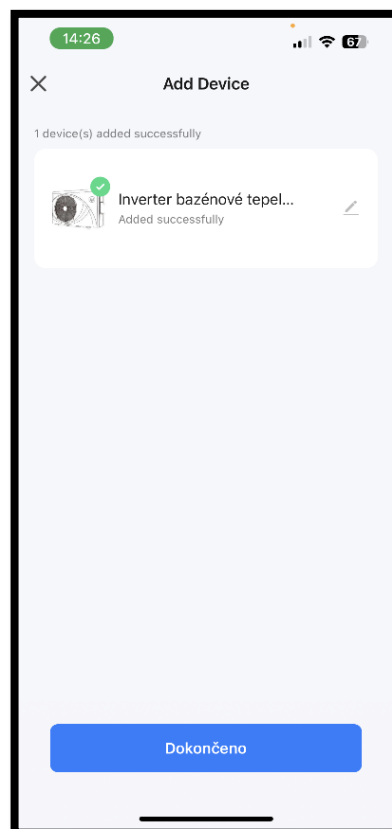 14:26
67
Add Device
1 device(s) added successfully
Inverter bazénové tepel...
Added successfully
Dokončeno